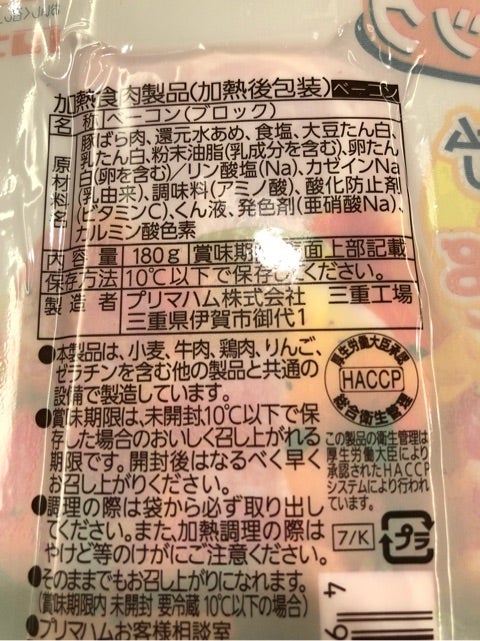 加熱食肉製品(加熱後包装) ベーコン
名称 ベーコン(ブロック)
原材料名 豚ばら肉、還元水あめ、食塩、大豆たん白、
乳たん白、粉末油脂(乳成分を含む)、卵たん
白(卵を含む)/リン酸塩(Na)、カゼインNa
(乳由来)、調味料(アミノ酸)、酸化防止剤
(ビタミンC)、くん液、発色剤(亜硝酸Na)、
カルミン酸色素
内容量 180g 賞味期限 表面上部記載
保存方法 10℃以下で保存してください。
製造者 プリマハム株式会社 三重工場
三重県伊賀市御代1
●本製品は、小麦、牛肉、鶏肉、りんご、
ゼラチンを含む他の製品と共通の
設備で製造しています。
●賞味期限は、未開封10℃以下で保
存した場合のおいしく召し上がれる
期限です。開封後はなるべく早く
お召し上がりください。
●調理の際は袋から必ず取り出し
てください。また、加熱調理の際は
やけど等のけがにご注意ください。
●そのままでもお召し上がりになれます。
(賞味期限内 未開封 要冷蔵 10℃以下の場合)
●プリマハムお客様相談室
厚生労働大臣承認
HACCP
総合衛生管理
この製品の衛生管理は
厚生労働大臣により
承認されたHACCP
システムにより行われ
ています。
7/K
プラ
4 9
ック
g